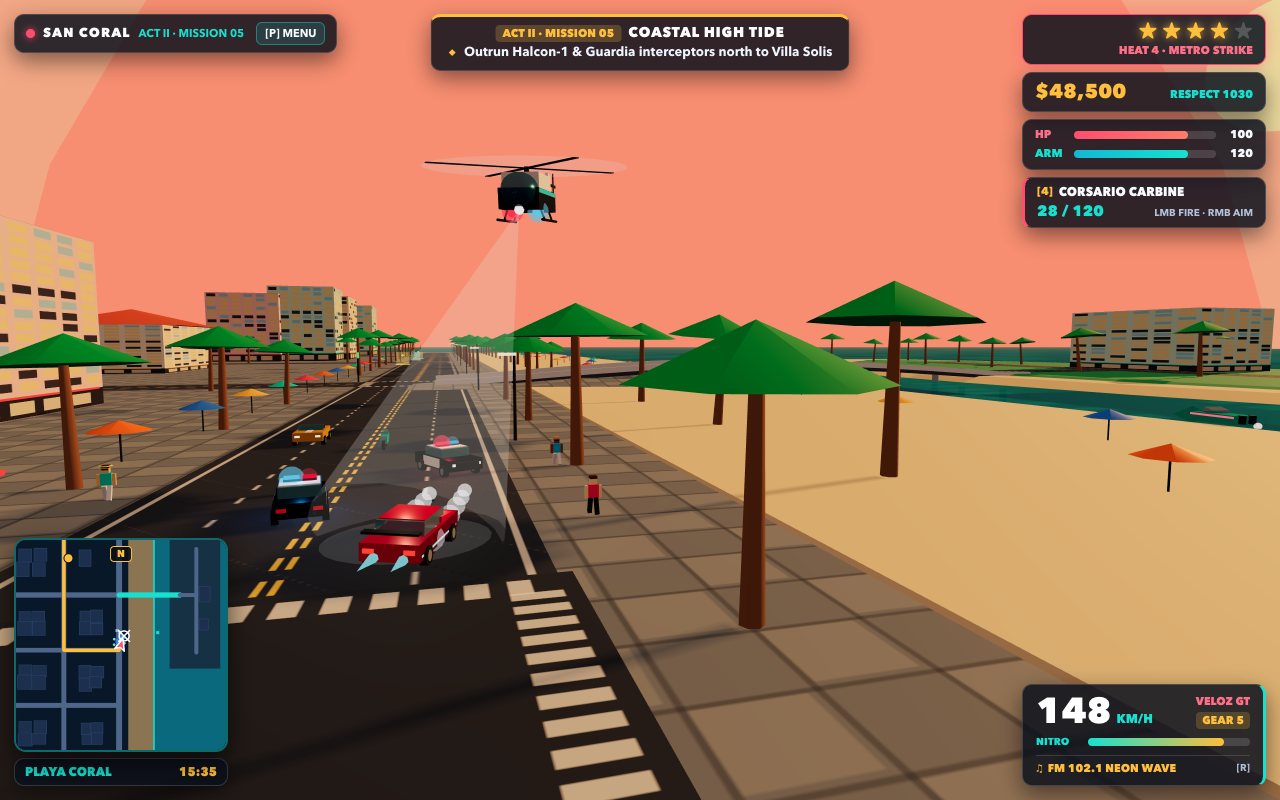 SAN CORAL ACT II · MISSION 05 [P] MENU
ACT II · MISSION 05 COASTAL HIGH TIDE
Outrun Halcon-1 & Guardia interceptors north to Villa Solis
HEAT 4 · METRO STRIKE
$48,500 RESPECT 1030
HP 100
ARM 120
[4] CORSARIO CARBINE
28 / 120 LMB FIRE · RMB AIM
N
PLAYA CORAL 15:35
148 KM/H VELOZ GT
GEAR 5
NITRO
♫ FM 102.1 NEON WAVE [R]